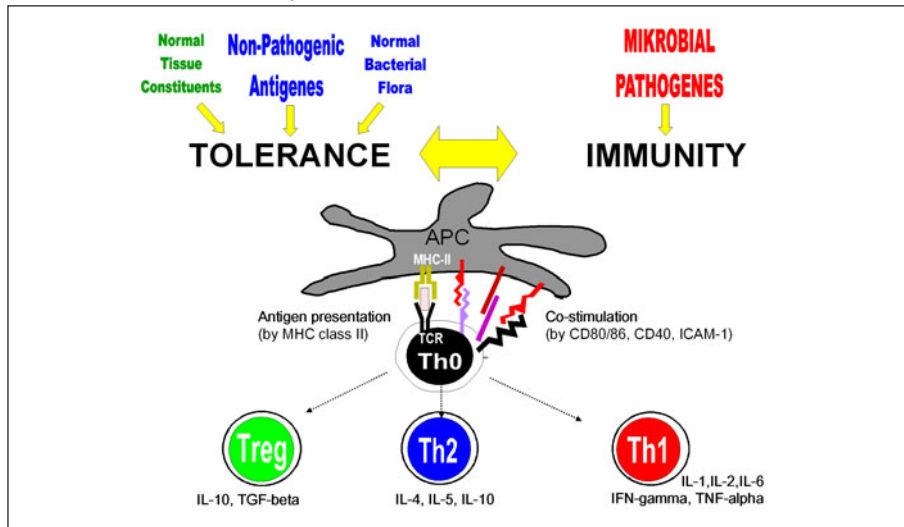 Normal
Tissue
Constituents
Non-Pathogenic
Antigenes
Normal
Bacterial
Flora
MIKROBIAL
PATHOGENES
TOLERANCE
IMMUNITY
APC
MHC-II
Antigen presentation
(by MHC class II)
Co-stimulation
(by CD80/86, CD40, ICAM-1)
TCR
Th0
Treg
IL-10, TGF-beta
Th2
IL-4, IL-5, IL-10
Th1
IL-1,IL-2,IL-6
IFN-gamma, TNF-alpha